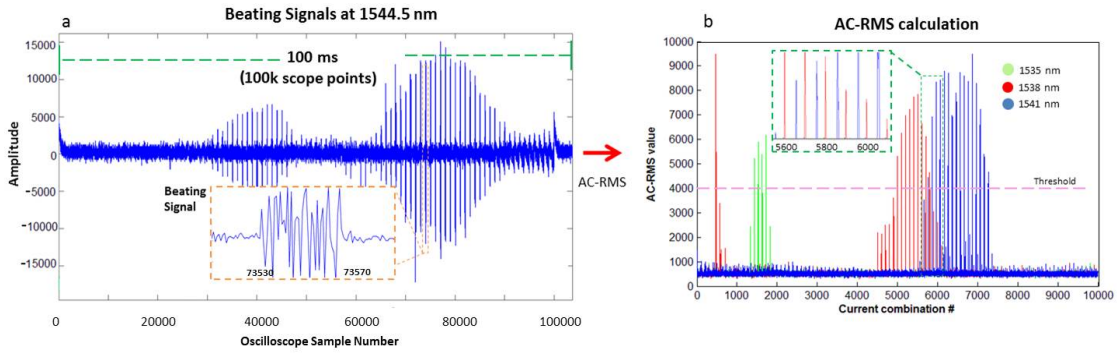 a
Beating Signals at 1544.5 nm
15000
10000
5000
0
-5000
-10000
-15000
Amplitude
100 ms
(100k scope points)
Beating
Signal
73530
73570
0
20000
40000
60000
80000
100000
Oscilloscope Sample Number
AC-RMS
b
AC-RMS calculation
10000
9000
8000
7000
6000
5000
4000
3000
2000
1000
0
AC-RMS value
5600
5800
6000
1535 nm
1538 nm
1541 nm
Threshold
0
1000
2000
3000
4000
5000
6000
7000
8000
9000
10000
Current combination #